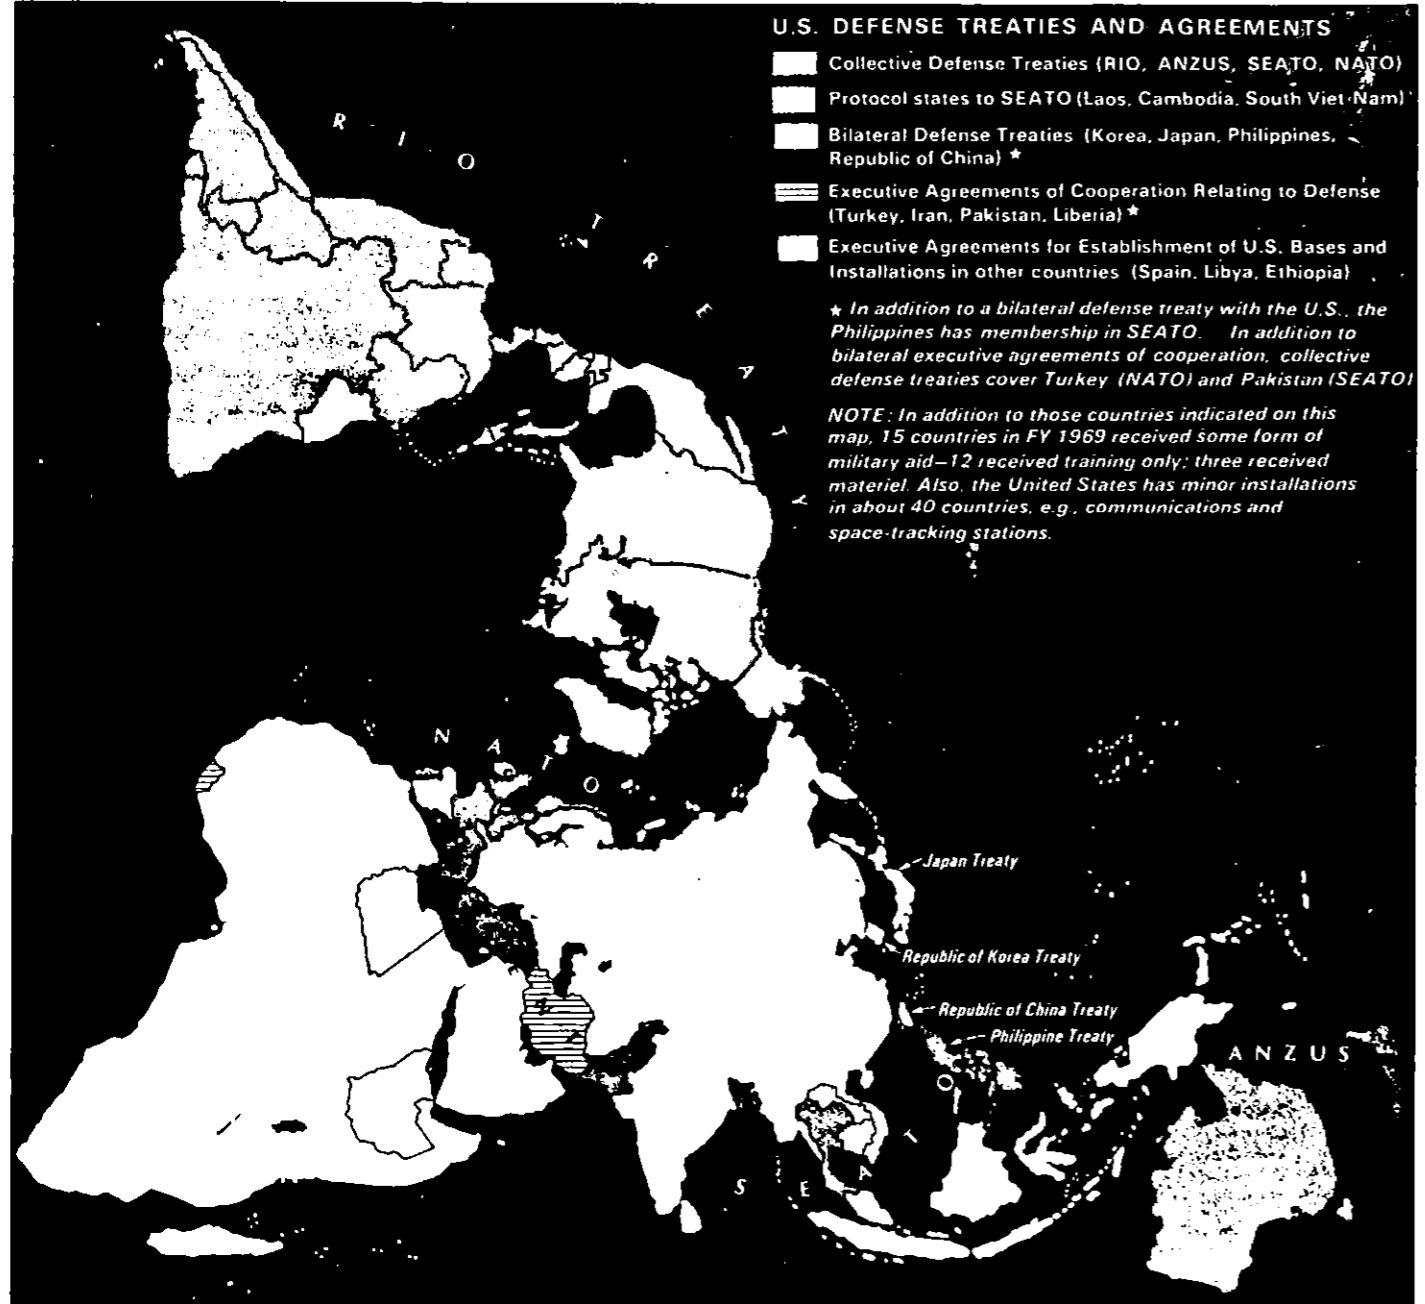 U.S. DEFENSE TREATIES AND AGREEMENTS
Collective Defense Treaties (RIO, ANZUS, SEATO, NATO)
Protocol states to SEATO (Laos, Cambodia, South Viet Nam)
Bilateral Defense Treaties (Korea, Japan, Philippines,
Republic of China) ★
Executive Agreements of Cooperation Relating to Defense
(Turkey, Iran, Pakistan, Liberia) ★
Executive Agreements for Establishment of U.S. Bases and
Installations in other countries (Spain, Libya, Ethiopia)
★ In addition to a bilateral defense treaty with the U.S., the
Philippines has membership in SEATO. In addition to
bilateral executive agreements of cooperation, collective
defense treaties cover Turkey (NATO) and Pakistan (SEATO)
NOTE: In addition to those countries indicated on this
map, 15 countries in FY 1969 received some form of
military aid—12 received training only; three received
materiel. Also, the United States has minor installations
in about 40 countries, e.g., communications and
space-tracking stations.
RIO TREATY
NATO
Japan Treaty
Republic of Korea Treaty
Republic of China Treaty
Philippine Treaty
ANZUS
SEATO